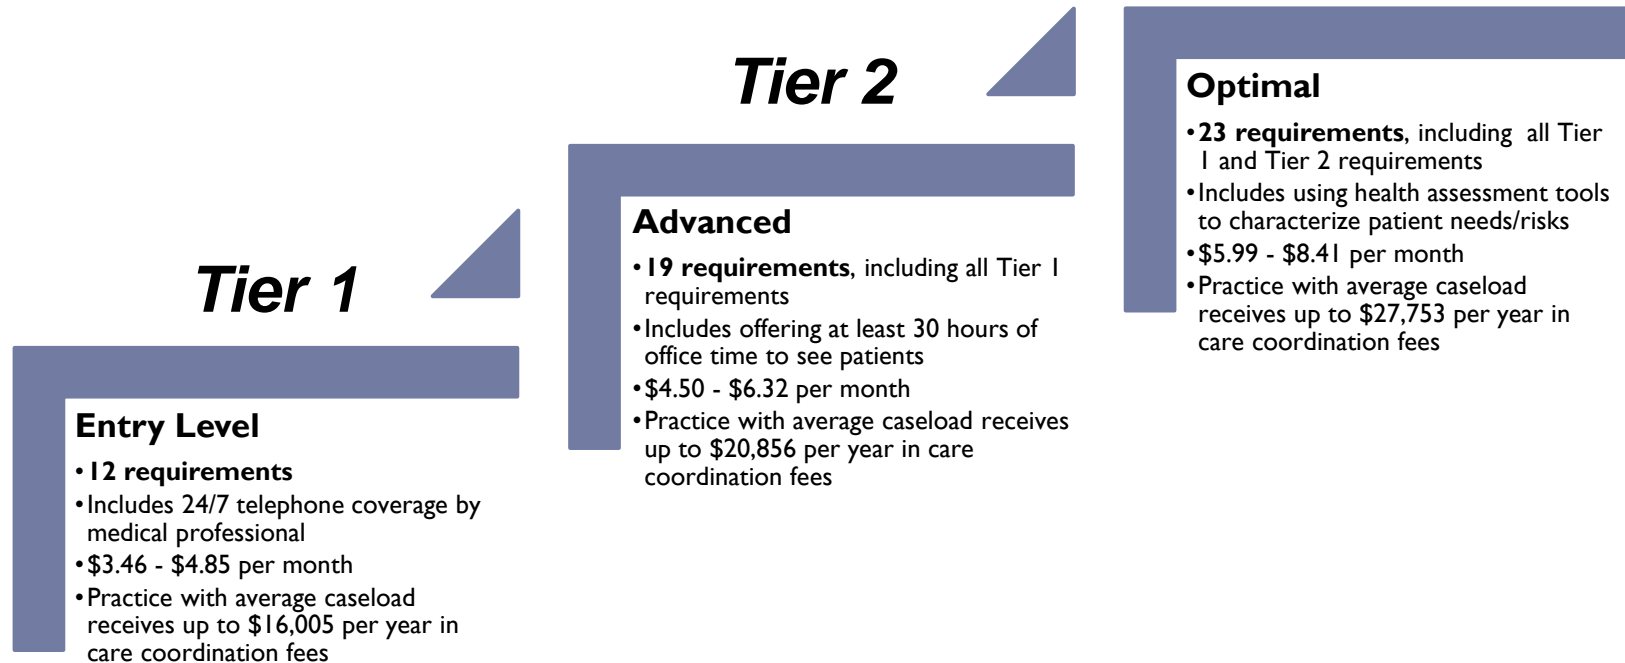 Tier 1
Entry Level
•12 requirements
•Includes 24/7 telephone coverage by
medical professional
•$3.46 - $4.85 per month
•Practice with average caseload
receives up to $16,005 per year in
care coordination fees
Tier 2
Advanced
•19 requirements, including all Tier 1
requirements
•Includes offering at least 30 hours of
office time to see patients
•$4.50 - $6.32 per month
•Practice with average caseload receives
up to $20,856 per year in care
coordination fees
Optimal
•23 requirements, including all Tier
1 and Tier 2 requirements
•Includes using health assessment tools
to characterize patient needs/risks
•$5.99 - $8.41 per month
•Practice with average caseload
receives up to $27,753 per year in
care coordination fees